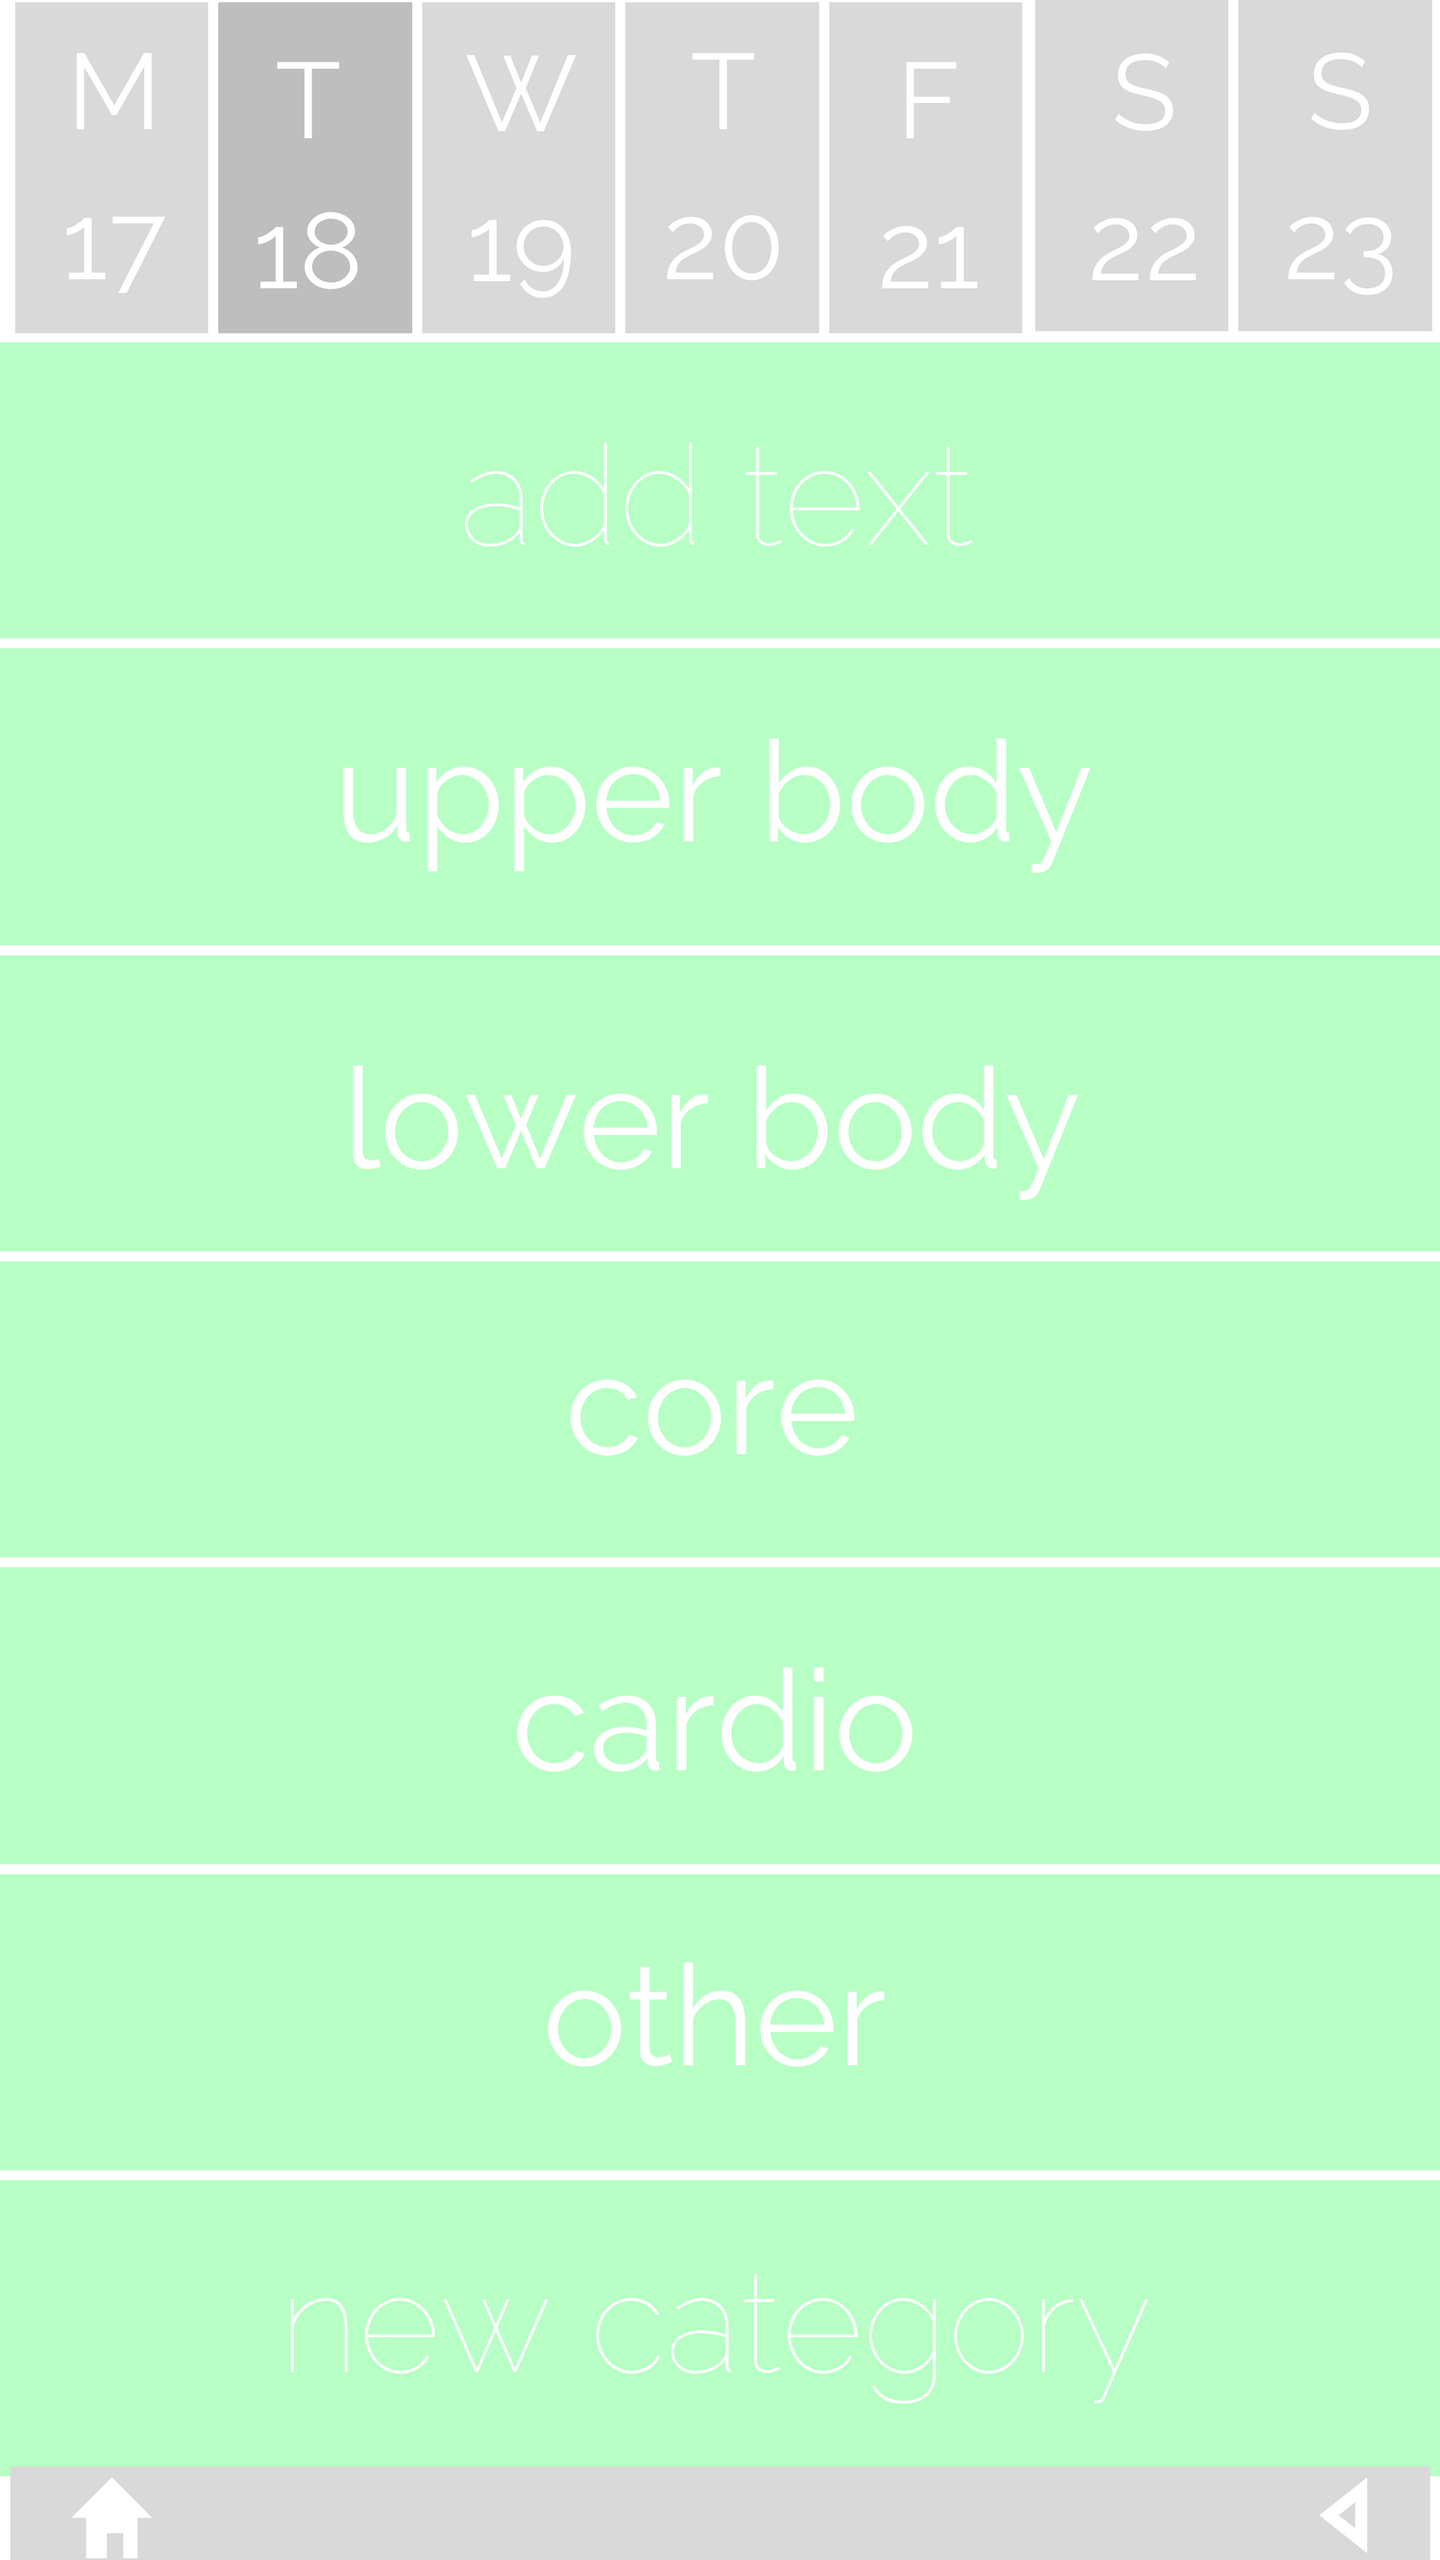 M T W T F S S
17 18 19 20 21 22 23
add text
upper body
lower body
core
cardio
other
new category